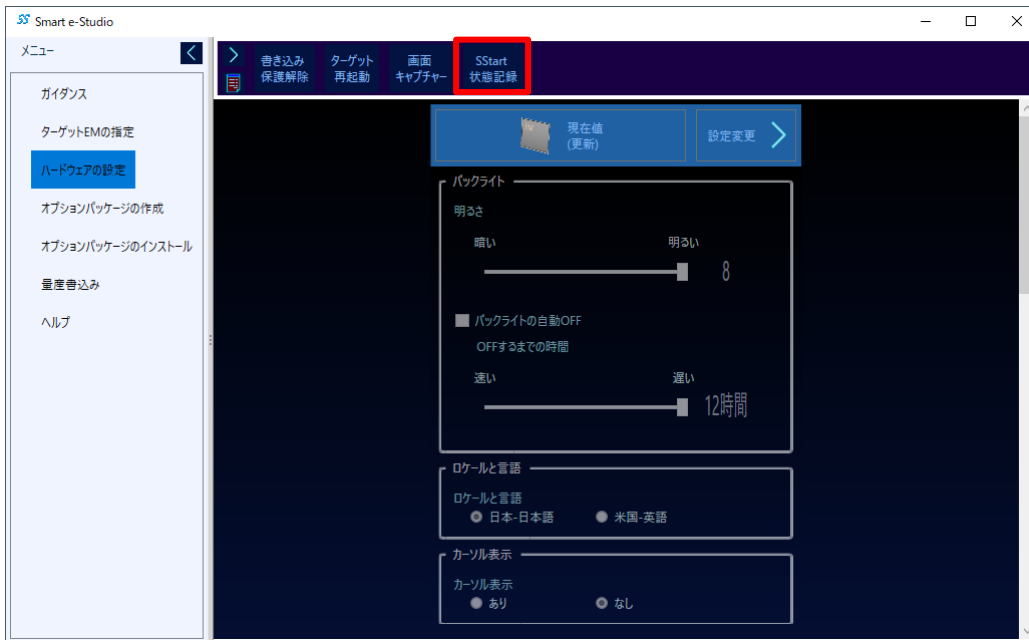 SS Smart e-Studio
メニュー
ガイダンス
ターゲットEMの指定
ハードウェアの設定
オプションパッケージの作成
オプションパッケージのインストール
量産書込み
ヘルプ
書き込み
保護解除
ターゲット
再起動
画面
キャプチャー
SStart
状態記録
現在値
(更新)
設定変更
バックライト
明るさ
暗い
明るい
8
バックライトの自動OFF
OFFするまでの時間
速い
遅い
12時間
ロケールと言語
ロケールと言語
日本-日本語
米国-英語
カーソル表示
カーソル表示
あり
なし